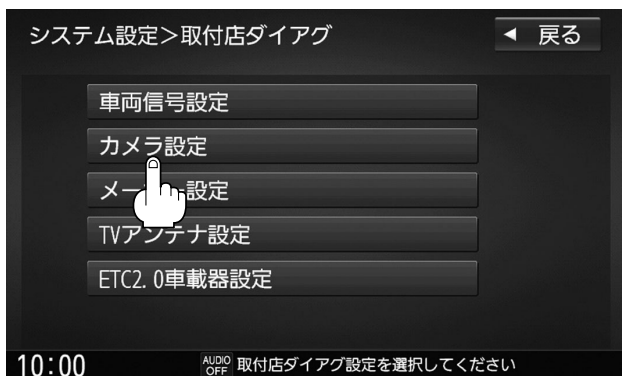 システム設定＞取付店ダイアグ
◀ 戻る
車両信号設定
カメラ設定
メー 設定
TVアンテナ設定
ETC2.0車載器設定
10:00
AUDIO OFF 取付店ダイアグ設定を選択してください